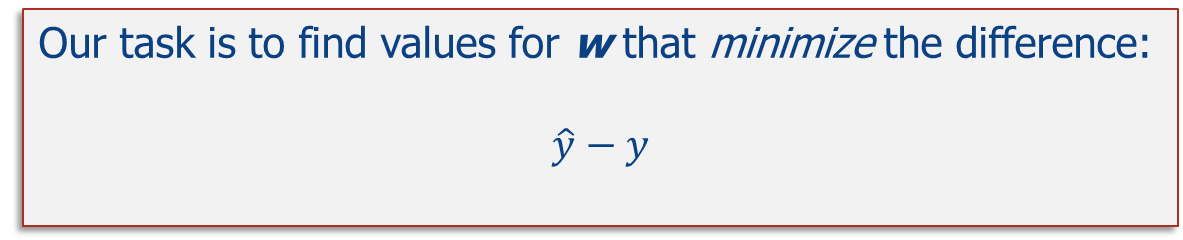 Our task is to find values for w that minimize the difference:
ŷ − y